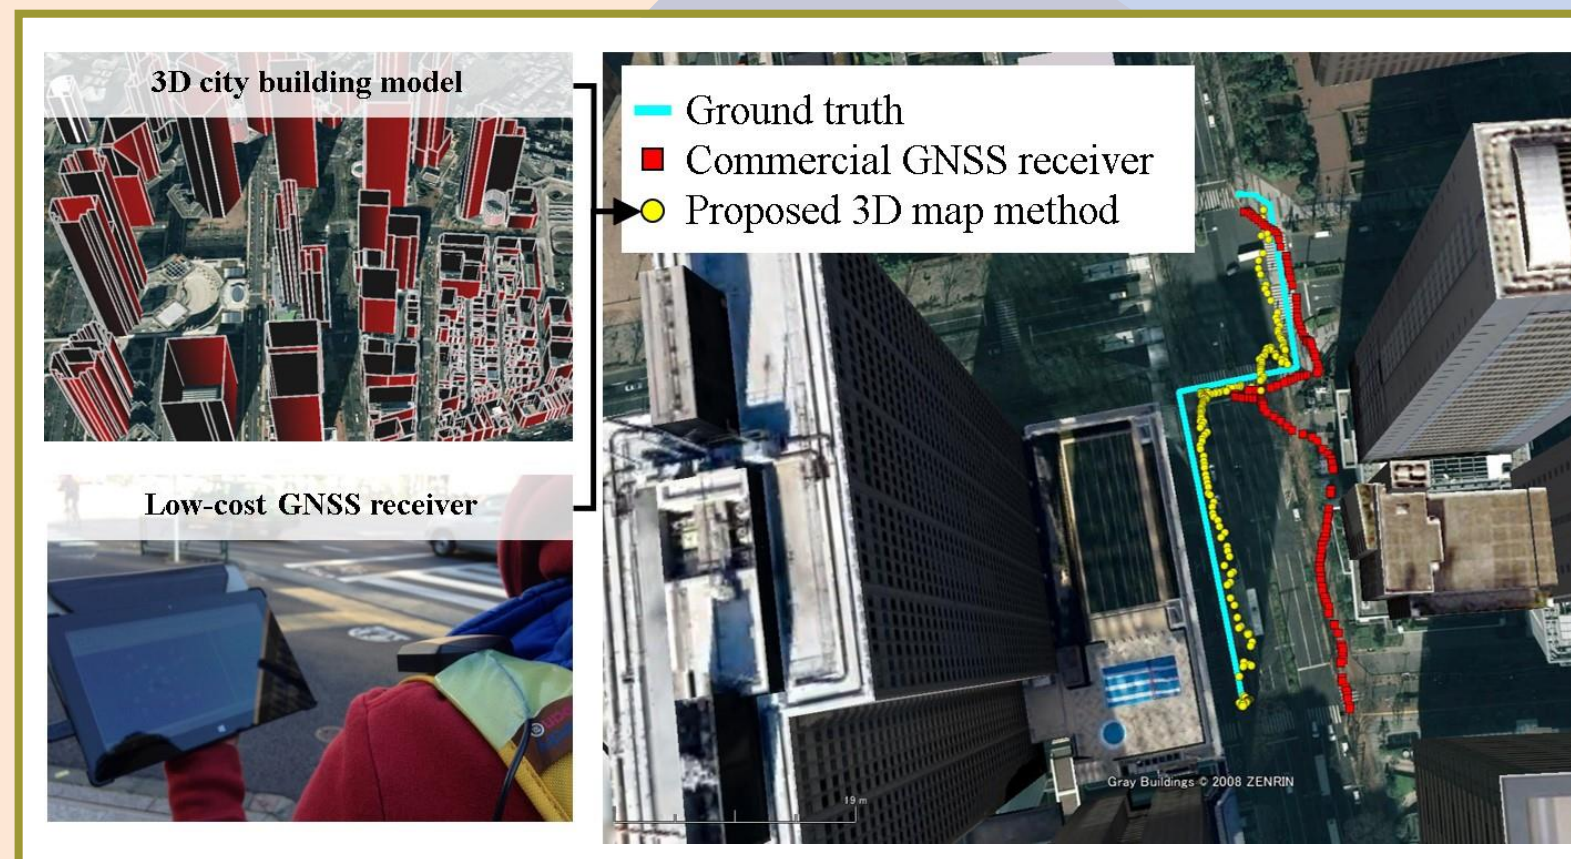 3D city building model
Low-cost GNSS receiver
Ground truth
Commercial GNSS receiver
Proposed 3D map method
Gray Buildings © 2008 ZENRIN
19 m